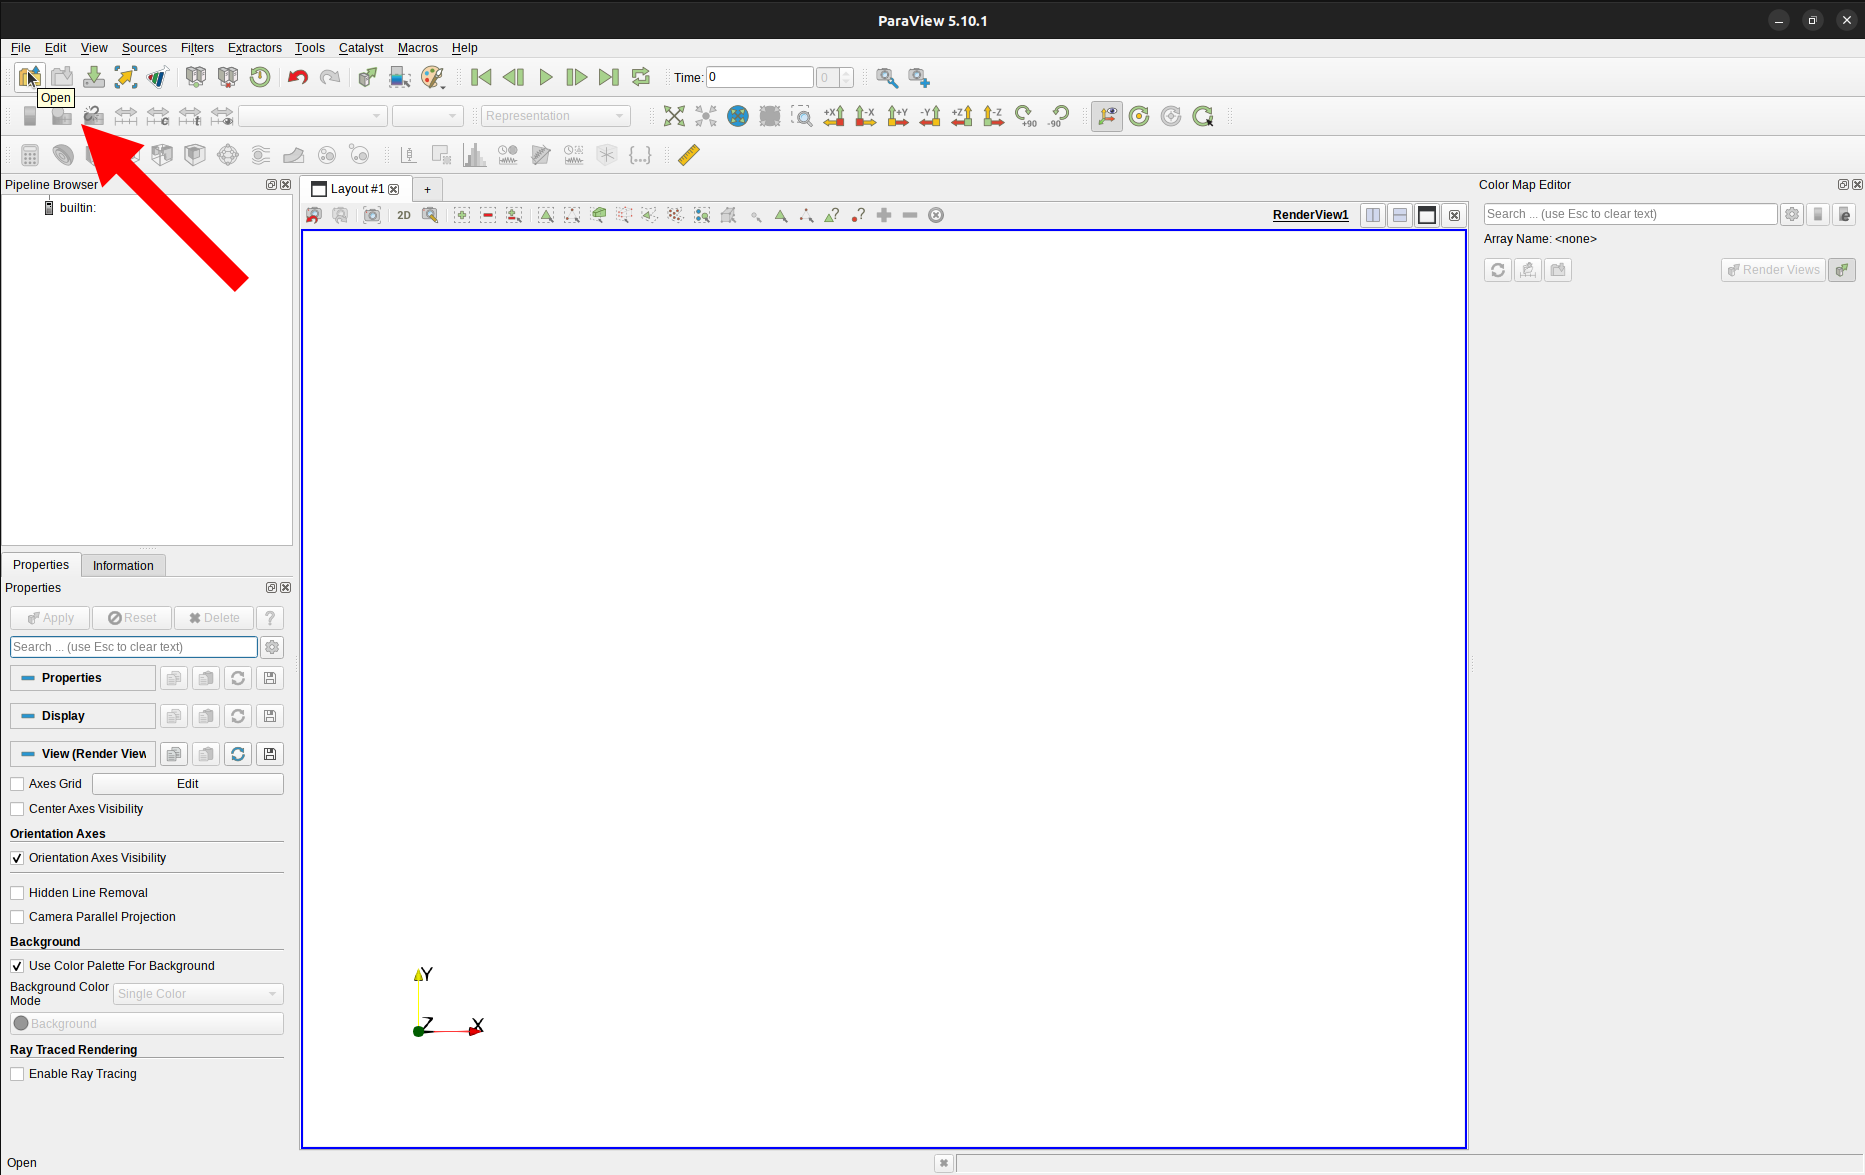 ParaView 5.10.1
File Edit View Sources Filters Extractors Tools Catalyst Macros Help
Time: 0 0
Open
Representation
+X -X +Y -Y +Z -Z +90 -90
Pipeline Browser
builtin:
Layout #1 +
2D
RenderView1
Color Map Editor
Search ... (use Esc to clear text)
Array Name: <none>
Render Views
Properties Information
Properties
Apply Reset Delete ?
Search ... (use Esc to clear text)
Properties
Display
View (Render View
Axes Grid Edit
Center Axes Visibility
Orientation Axes
Orientation Axes Visibility
Hidden Line Removal
Camera Parallel Projection
Background
Use Color Palette For Background
Background Color
Mode
Single Color
Background
Ray Traced Rendering
Enable Ray Tracing
Y
Z X
Open